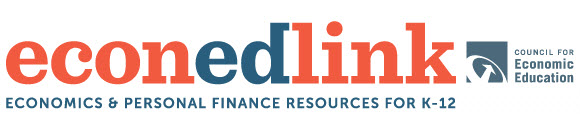 econedlink
COUNCIL FOR
Economic
Education
ECONOMICS & PERSONAL FINANCE RESOURCES FOR K-12